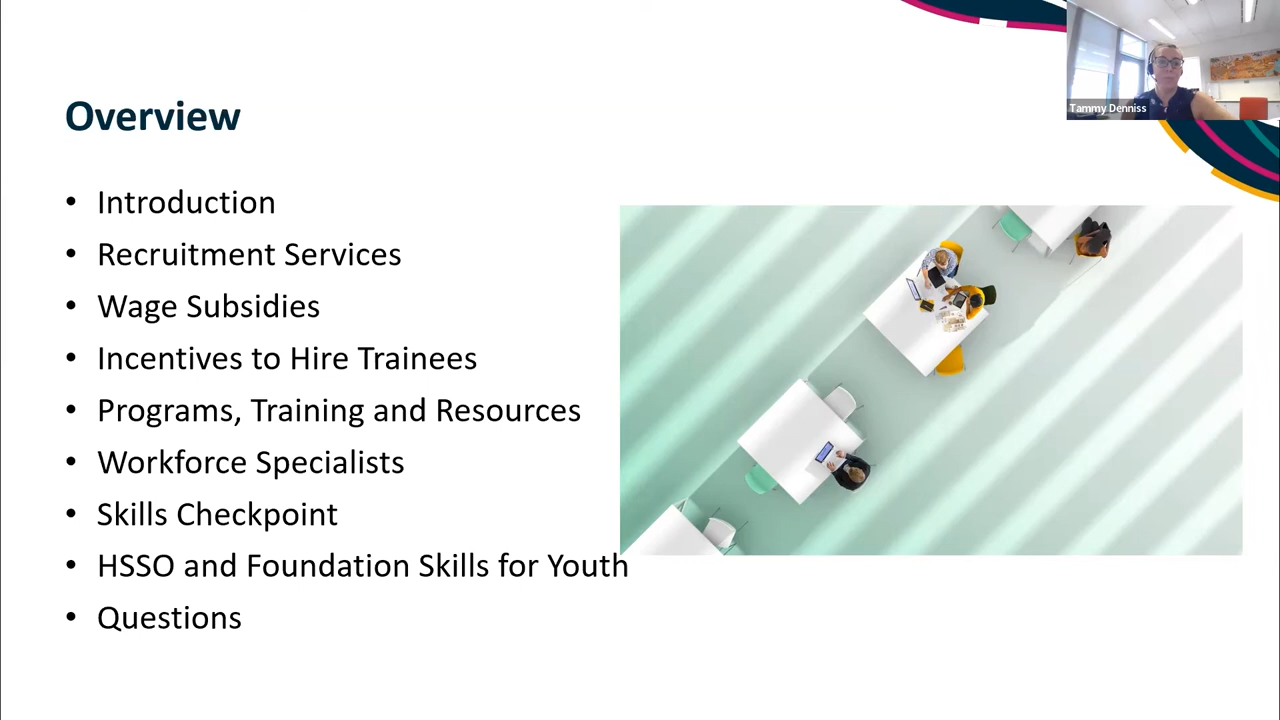 Tammy Denniss
Overview
• Introduction
• Recruitment Services
• Wage Subsidies
• Incentives to Hire Trainees
• Programs, Training and Resources
• Workforce Specialists
• Skills Checkpoint
• HSSO and Foundation Skills for Youth
• Questions